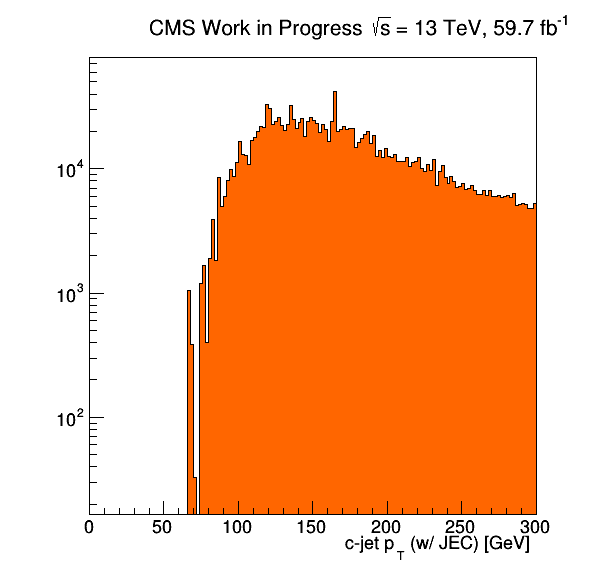 CMS Work in Progress √s = 13 TeV, 59.7 fb⁻¹
10⁴
10³
10²
0 50 100 150 200 250 300
c-jet p_T (w/ JEC) [GeV]